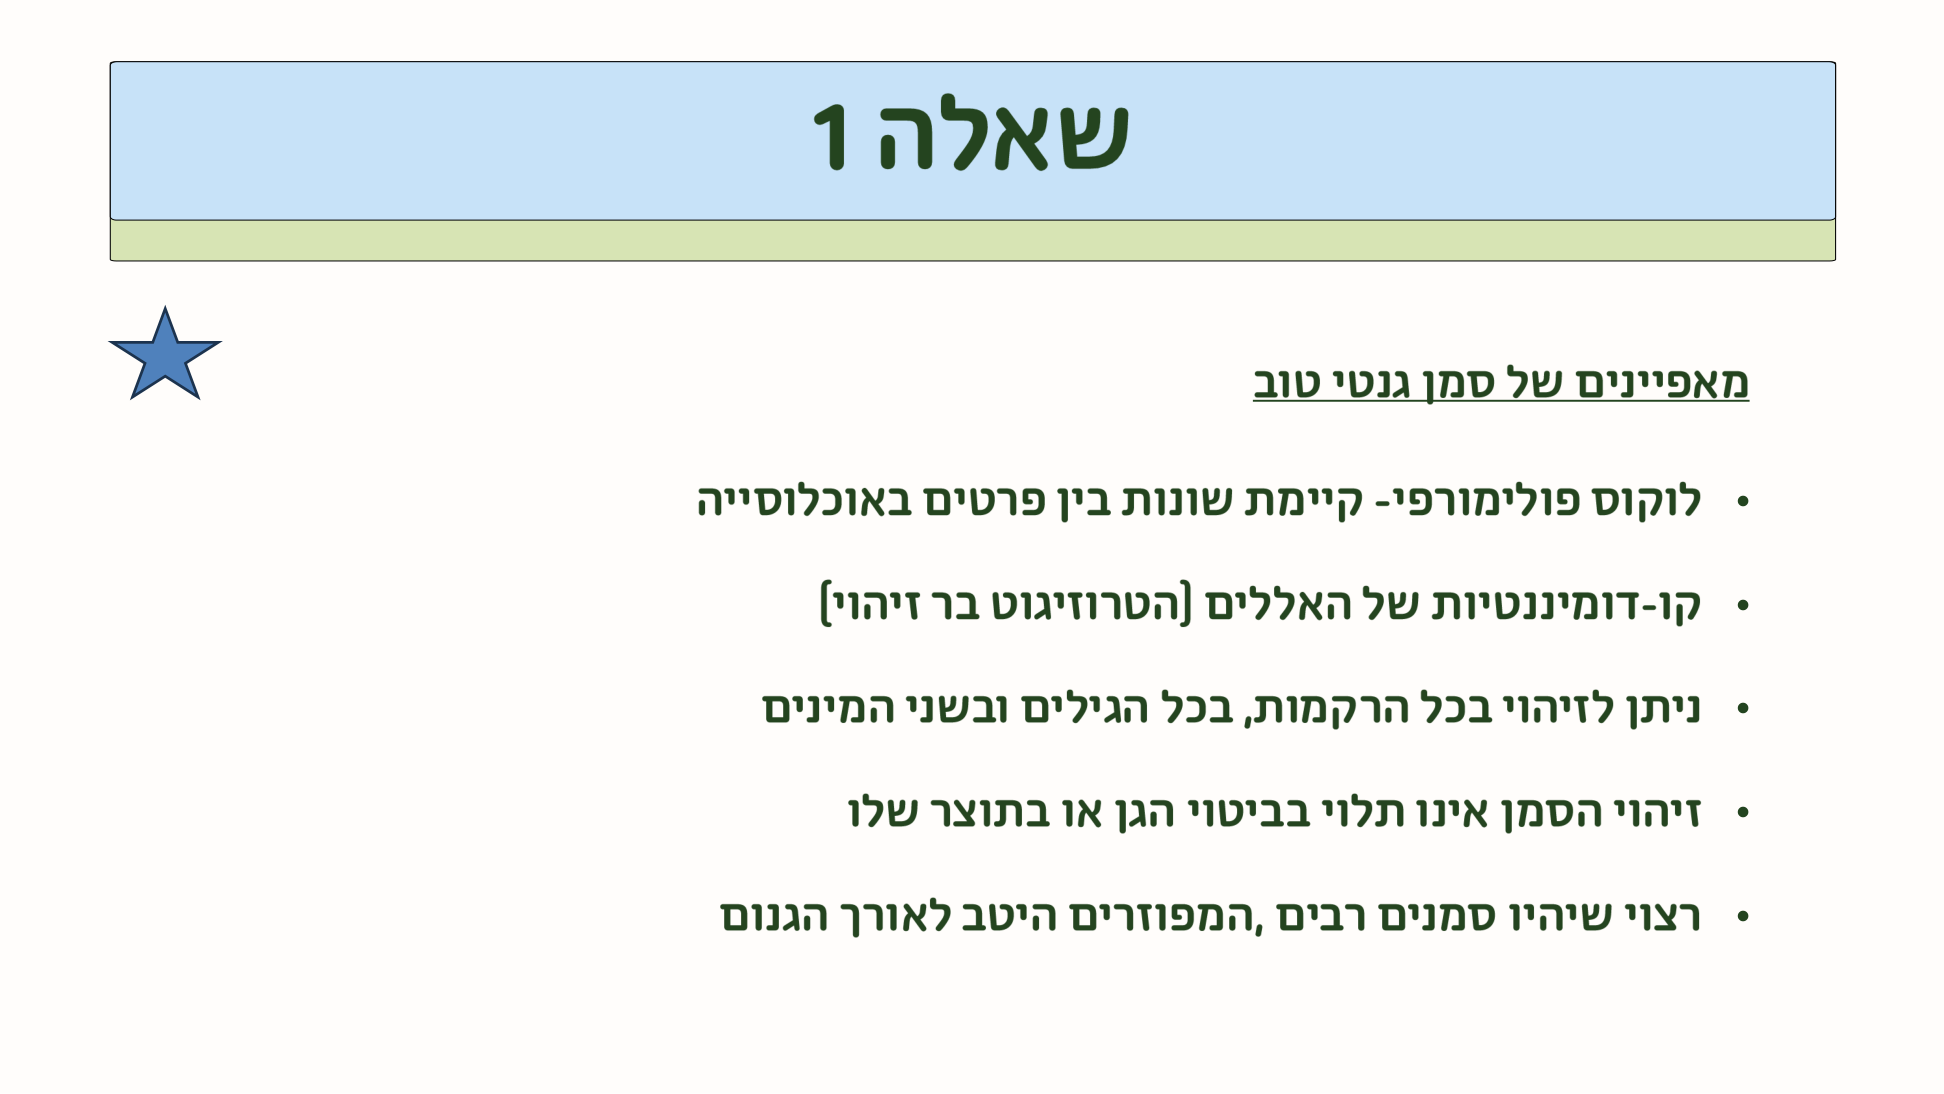 שאלה 1
מאפיינים של סמן גנטי טוב
• לוקוס פולימורפי- קיימת שונות בין פרטים באוכלוסייה
• קו-דומיננטיות של האללים (הטרוזיגוט בר זיהוי)
• ניתן לזיהוי בכל הרקמות, בכל הגילים ובשני המינים
• זיהוי הסמן אינו תלוי בביטוי הגן או בתוצר שלו
• רצוי שיהיו סמנים רבים ,המפוזרים היטב לאורך הגנום